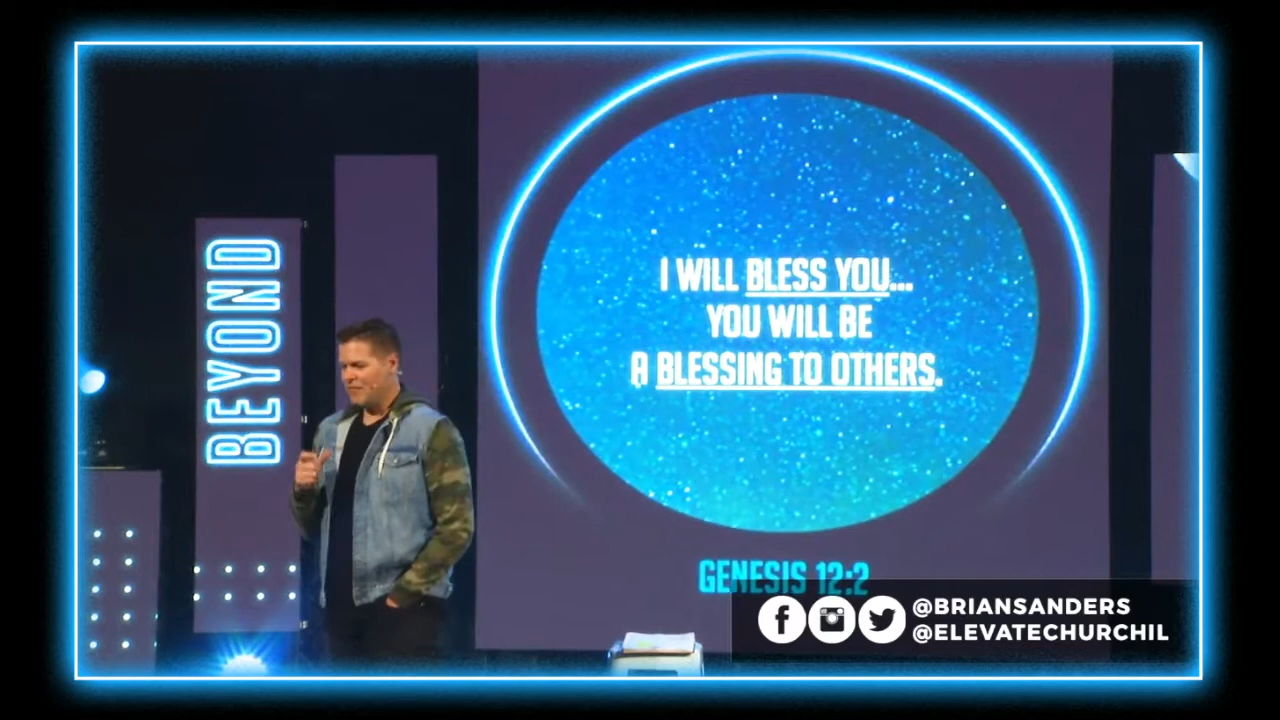 BEYOND
I WILL BLESS YOU...
YOU WILL BE
A BLESSING TO OTHERS.
GENESIS 12:2
@BRIANSANDERS
@ELEVATECHURCHIL